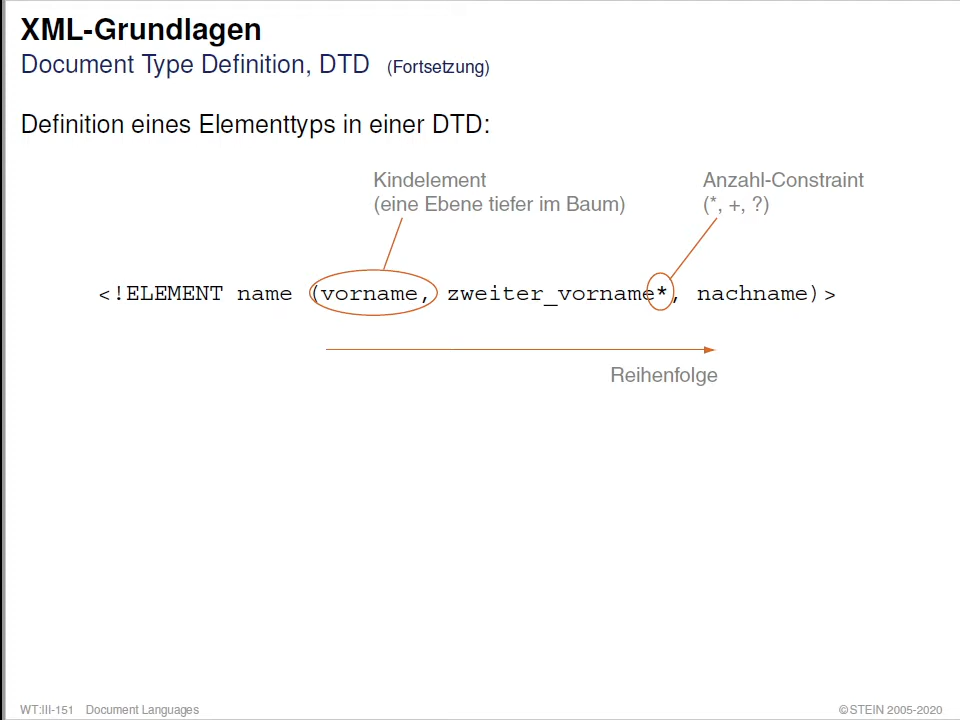 XML-Grundlagen
Document Type Definition, DTD (Fortsetzung)
Definition eines Elementtyps in einer DTD:
Kindelement
(eine Ebene tiefer im Baum)
Anzahl-Constraint
(*, +, ?)
<!ELEMENT name (vorname, zweiter_vorname*, nachname)>
Reihenfolge
WT:III-151 Document Languages
©STEIN 2005-2020